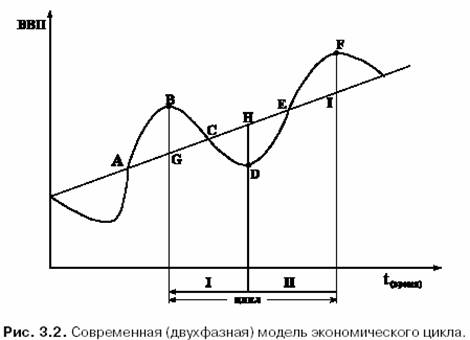 ВВП
F
B
E
I
H
C
A
G
D
I
II
t(время)
цикл
Рис. 3.2. Современная (двухфазная) модель экономического цикла.